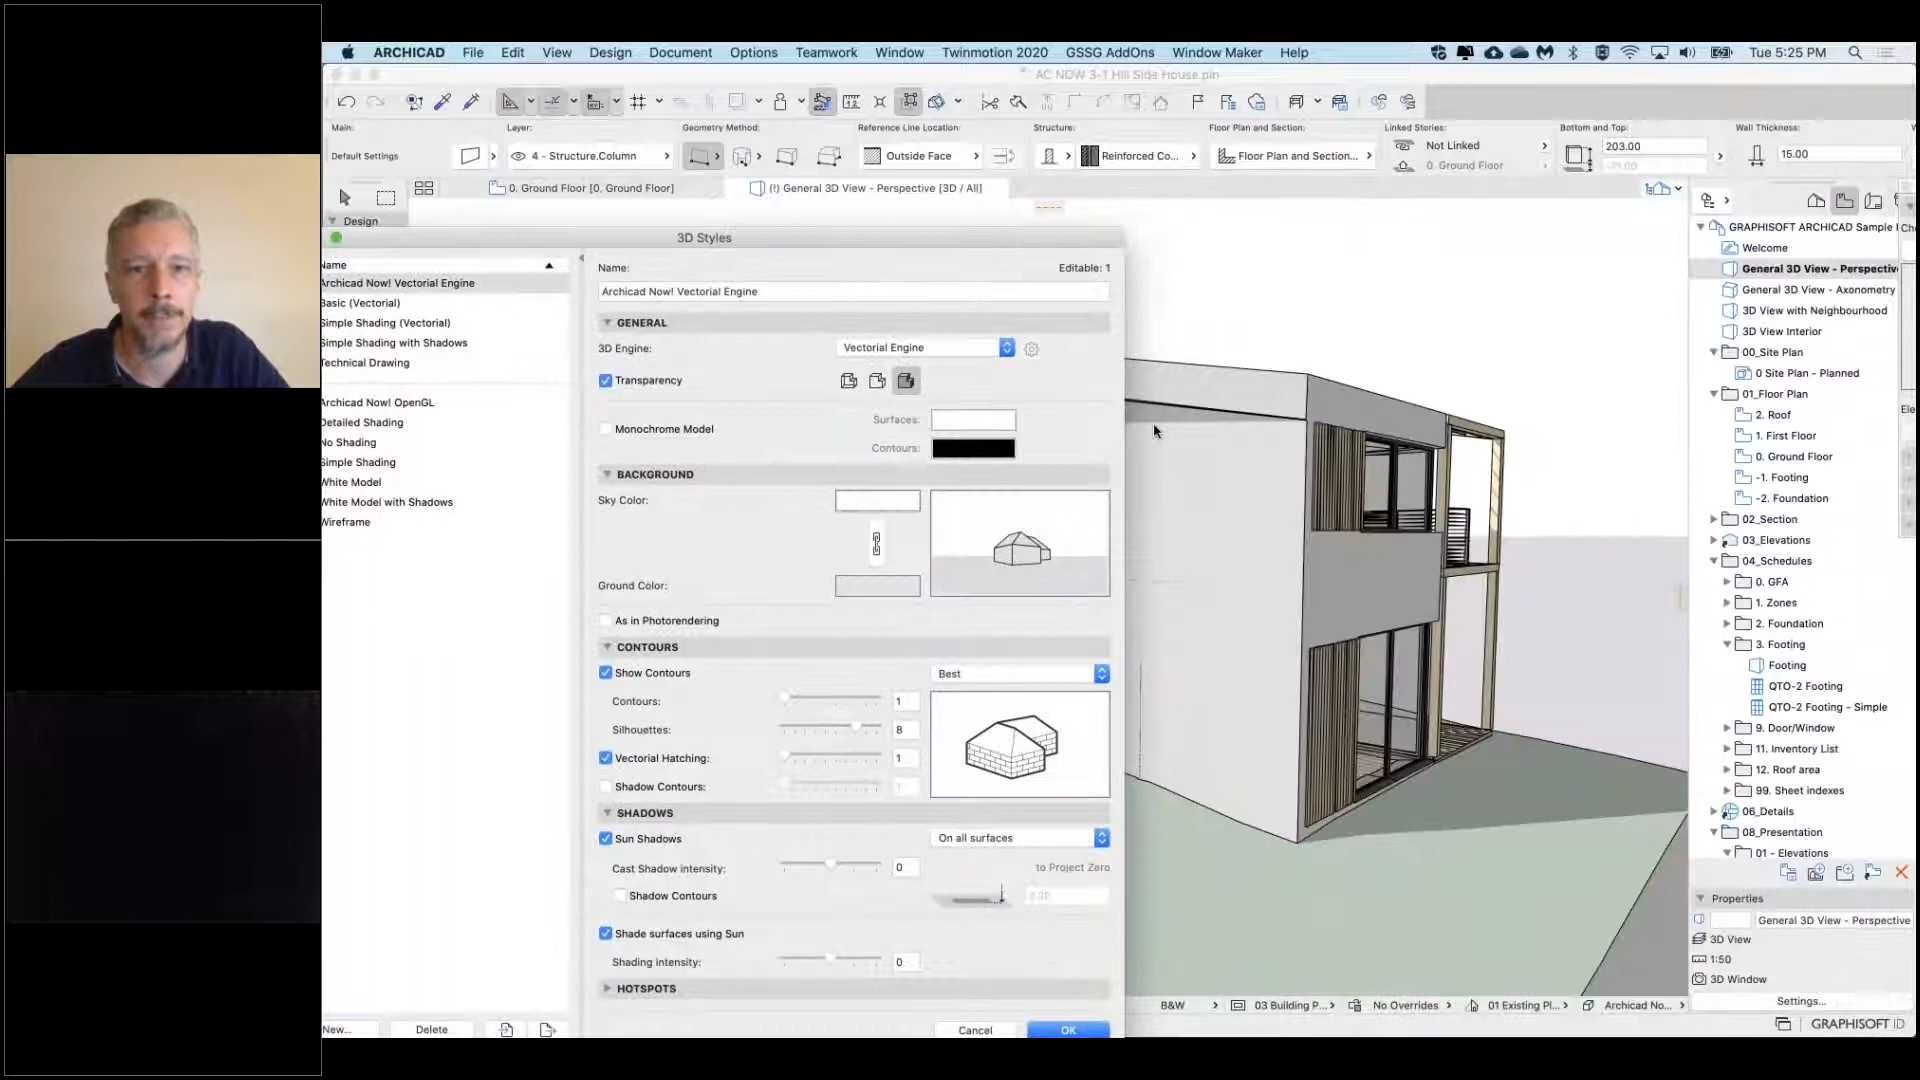 ARCHICAD File Edit View Design Document Options Teamwork Window Twinmotion 2020 GSSG AddOns Window Maker Help Tue 5:25 PM
AC NOW 3-1 Hill Side House.pln
Main: Layer: Geometry Method: Reference Line Location: Structure: Floor Plan and Section: Linked Stories: Bottom and Top: Wall Thickness:
Default Settings 4 - Structure.Column Outside Face Reinforced Co... Floor Plan and Section... Not Linked 203.00 15.00
0. Ground Floor
0. Ground Floor [0. Ground Floor] (!) General 3D View - Perspective [3D / All]
Design
3D Styles
Name
Archicad Now! Vectorial Engine
Basic (Vectorial)
Simple Shading (Vectorial)
Simple Shading with Shadows
Technical Drawing
Archicad Now! OpenGL
Detailed Shading
No Shading
Simple Shading
White Model
White Model with Shadows
Wireframe
New... Delete
Name: Editable: 1
Archicad Now! Vectorial Engine
GENERAL
3D Engine: Vectorial Engine
Transparency
Monochrome Model Surfaces:
Contours:
BACKGROUND
Sky Color:
Ground Color:
As in Photorendering
CONTOURS
Show Contours Best
Contours: 1
Silhouettes: 8
Vectorial Hatching: 1
Shadow Contours: 1
SHADOWS
Sun Shadows On all surfaces
Cast Shadow intensity: 0 to Project Zero
Shadow Contours
Shade surfaces using Sun
Shading intensity: 0
HOTSPOTS
Cancel OK
B&W 03 Building P... No Overrides 01 Existing Pl... Archicad No...
GRAPHISOFT ARCHICAD Sample
Welcome
General 3D View - Perspectiv
General 3D View - Axonometry
3D View with Neighbourhood
3D View Interior
00_Site Plan
0 Site Plan - Planned
01_Floor Plan
2. Roof
1. First Floor
0. Ground Floor
-1. Footing
-2. Foundation
02_Section
03_Elevations
04_Schedules
0. GFA
1. Zones
2. Foundation
3. Footing
Footing
QTO-2 Footing
QTO-2 Footing - Simple
9. Door/Window
11. Inventory List
12. Roof area
99. Sheet indexes
06_Details
08_Presentation
01 - Elevations
Properties
General 3D View - Perspective
3D View
1:50
3D Window
Settings...
GRAPHISOFT ID